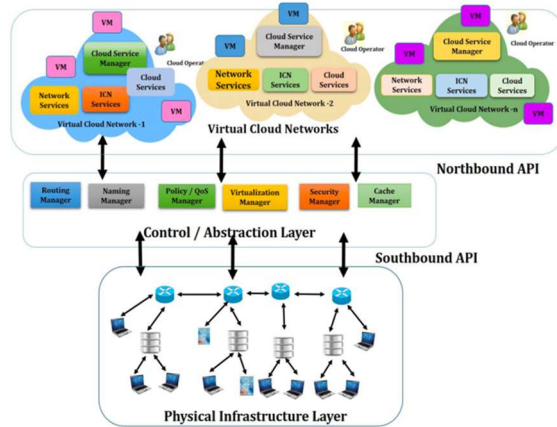 VM
VM
VM
Cloud Service
Manager
Cloud Operator
Cloud
Services
Network
Services
ICN
Services
Virtual Cloud Network -1
VM
VM
Cloud Service
Manager
Cloud Operator
Network
Services
ICN
Services
Cloud
Services
Virtual Cloud Network -2
VM
VM
VM
Cloud Service
Manager
Cloud Operator
Network
Services
ICN
Services
Cloud
Services
Virtual Cloud Network-n
Virtual Cloud Networks
Northbound API
Routing
Manager
Naming
Manager
Policy / QoS
Manager
Virtualization
Manager
Security
Manager
Cache
Manager
Control / Abstraction Layer
Southbound API
Physical Infrastructure Layer